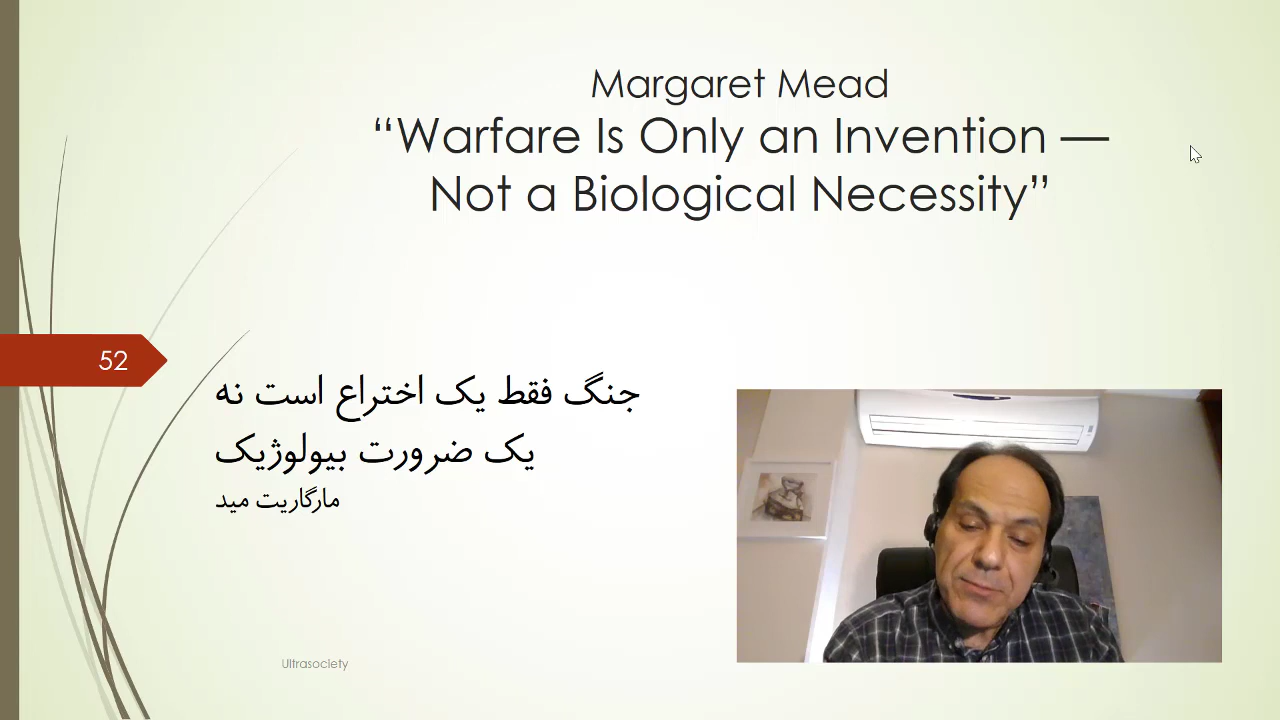 Margaret Mead
“Warfare Is Only an Invention —
Not a Biological Necessity”
52
جنگ فقط یک اختراع است نه
یک ضرورت بیولوژیک
مارگاریت مید
Ultrasociety